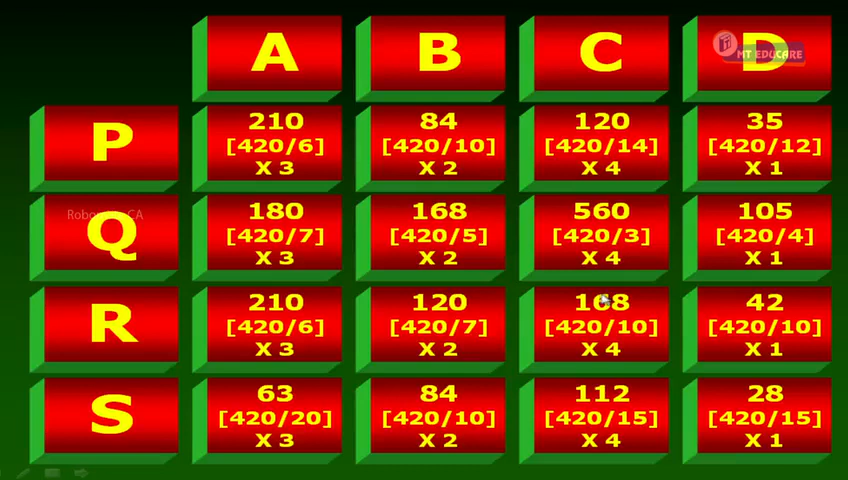 A B C D
MT EDUCARE
P 210 84 120 35
[420/6] [420/10] [420/14] [420/12]
X 3 X 2 X 4 X 1
Q 180 168 560 105
[420/7] [420/5] [420/3] [420/4]
X 3 X 2 X 4 X 1
R 210 120 168 42
[420/6] [420/7] [420/10] [420/10]
X 3 X 2 X 4 X 1
S 63 84 112 28
[420/20] [420/10] [420/15] [420/15]
X 3 X 2 X 4 X 1